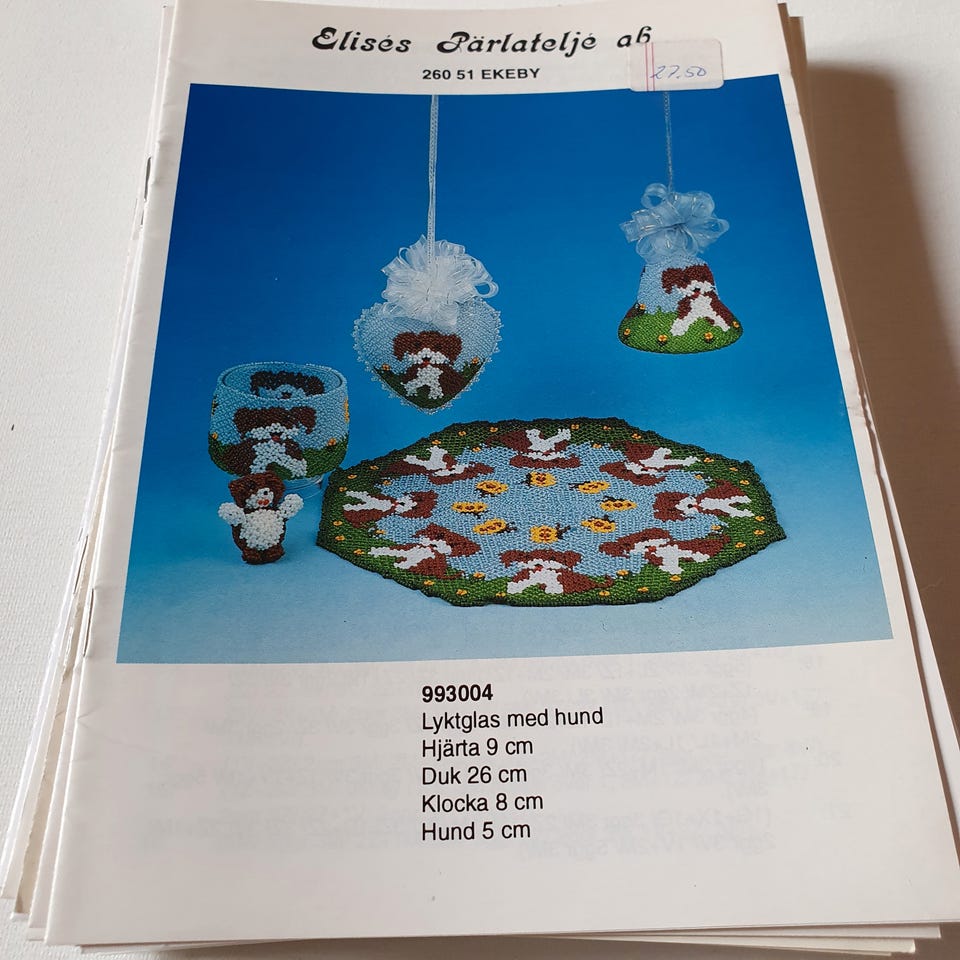 Elisés Pärlateljé ab
260 51 EKEBY
27.50
993004
Lyktglas med hund
Hjärta 9 cm
Duk 26 cm
Klocka 8 cm
Hund 5 cm